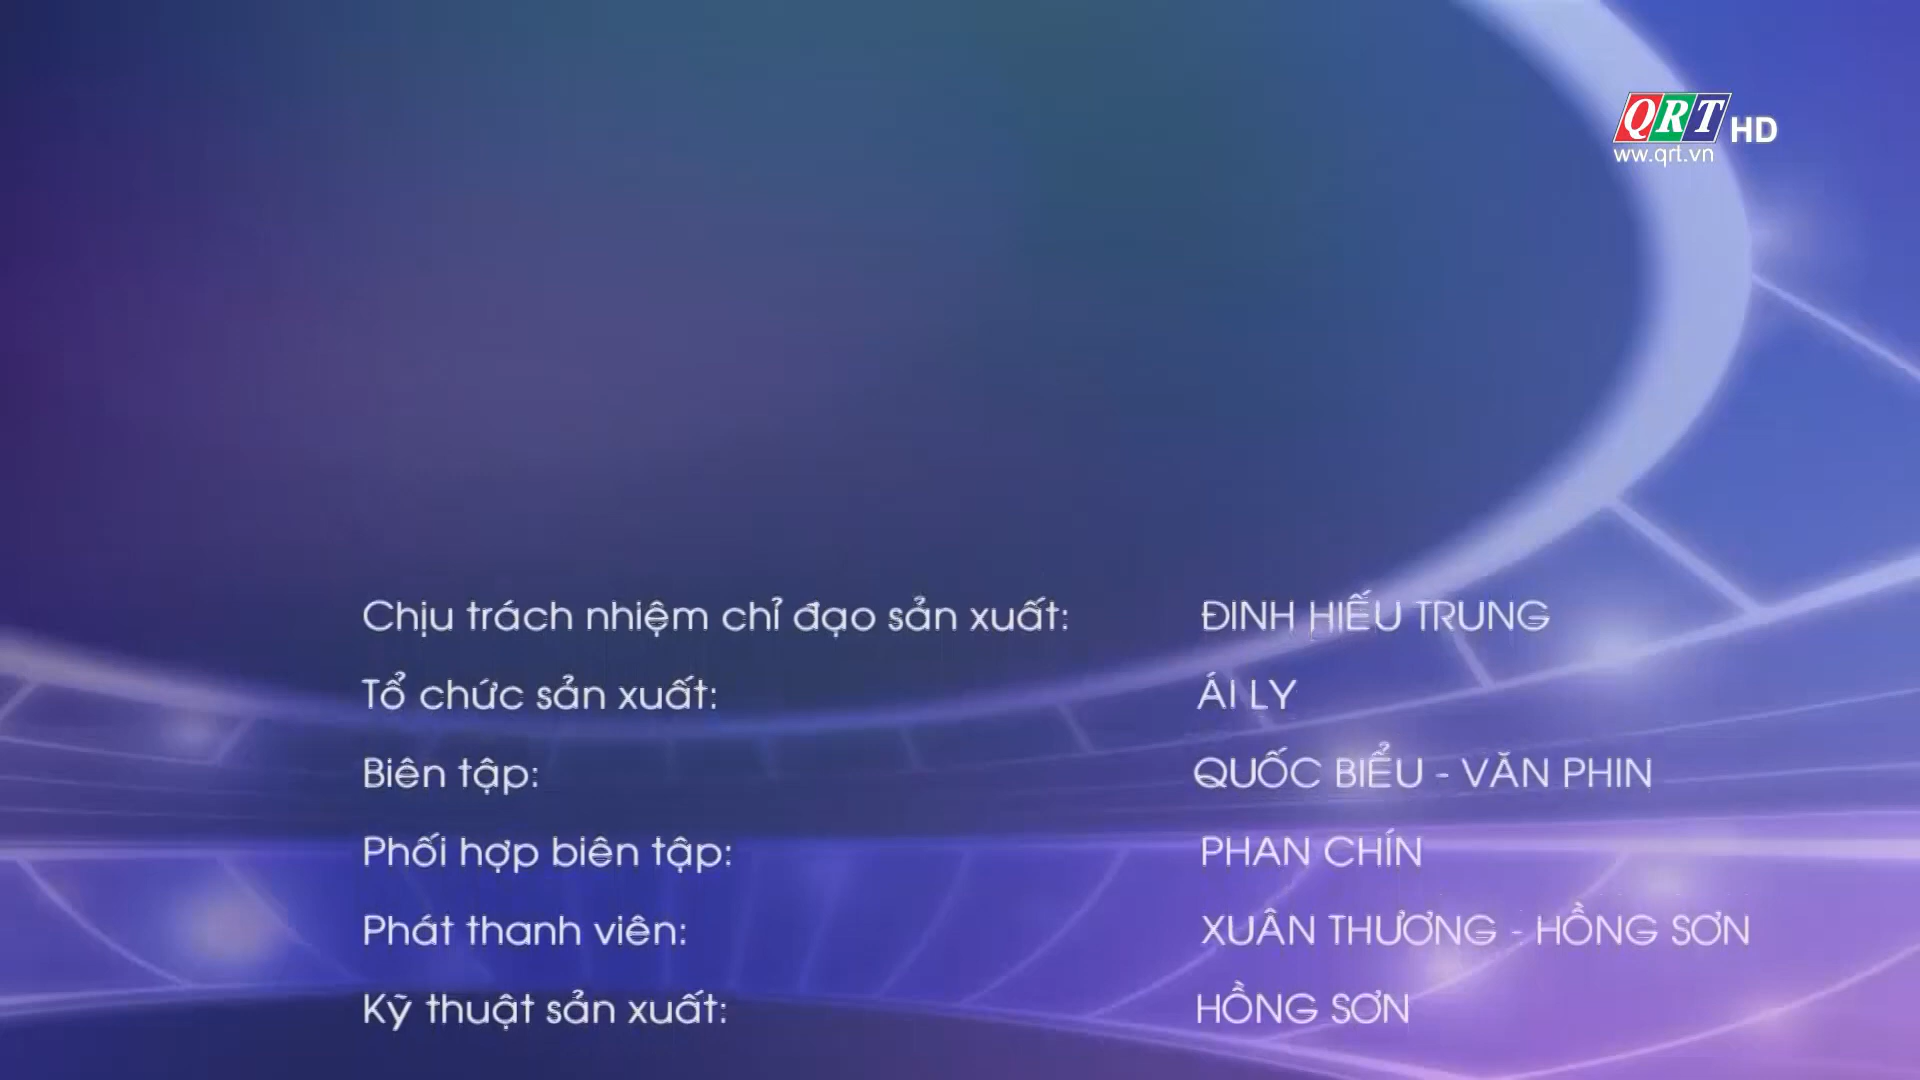 QRT HD
ww.qrt.vn
Chịu trách nhiệm chỉ đạo sản xuất: ĐINH HIẾU TRUNG
Tổ chức sản xuất: ÁI LY
Biên tập: QUỐC BIỂU - VĂN PHIN
Phối hợp biên tập: PHAN CHÍN
Phát thanh viên: XUÂN THƯƠNG - HỒNG SƠN
Kỹ thuật sản xuất: HỒNG SƠN